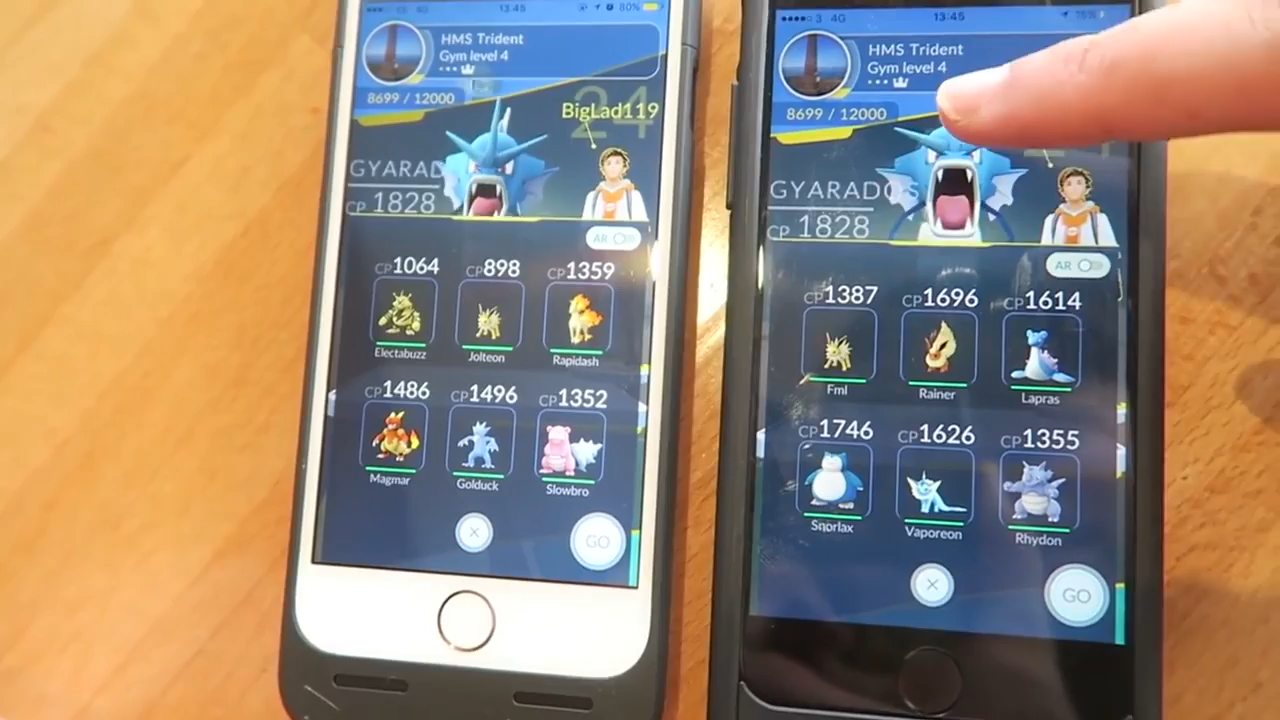 4G 13:45 80%
HMS Trident
Gym level 4
8699 / 12000
24
BigLad119
GYARAD
CP 1828
AR
CP1064 CP898 CP1359
Electabuzz Jolteon Rapidash
CP1486 CP1496 CP1352
Magmar Golduck Slowbro
GO
3 4G 13:45
HMS Trident
Gym level 4
8699 / 12000
GYARADOS
CP 1828
AR
CP1387 CP1696 CP1614
Fml Rainer Lapras
CP1746 CP1626 CP1355
Snorlax Vaporeon Rhydon
GO